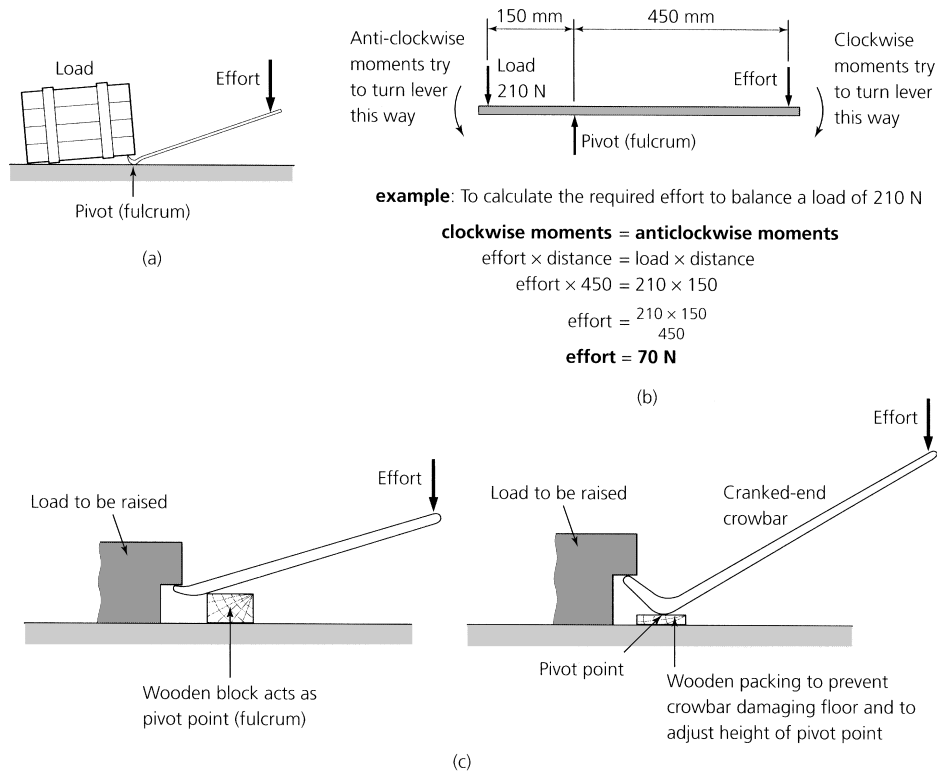 Load
Effort
Pivot (fulcrum)
(a)
150 mm
450 mm
Anti-clockwise
moments try
to turn lever
this way
Load
210 N
Effort
Clockwise
moments try
to turn lever
this way
Pivot (fulcrum)
example: To calculate the required effort to balance a load of 210 N
clockwise moments = anticlockwise moments
effort × distance = load × distance
effort × 450 = 210 × 150
effort = 210 × 150
450
effort = 70 N
(b)
Load to be raised
Effort
Wooden block acts as
pivot point (fulcrum)
Load to be raised
Effort
Cranked-end
crowbar
Pivot point
Wooden packing to prevent
crowbar damaging floor and to
adjust height of pivot point
(c)